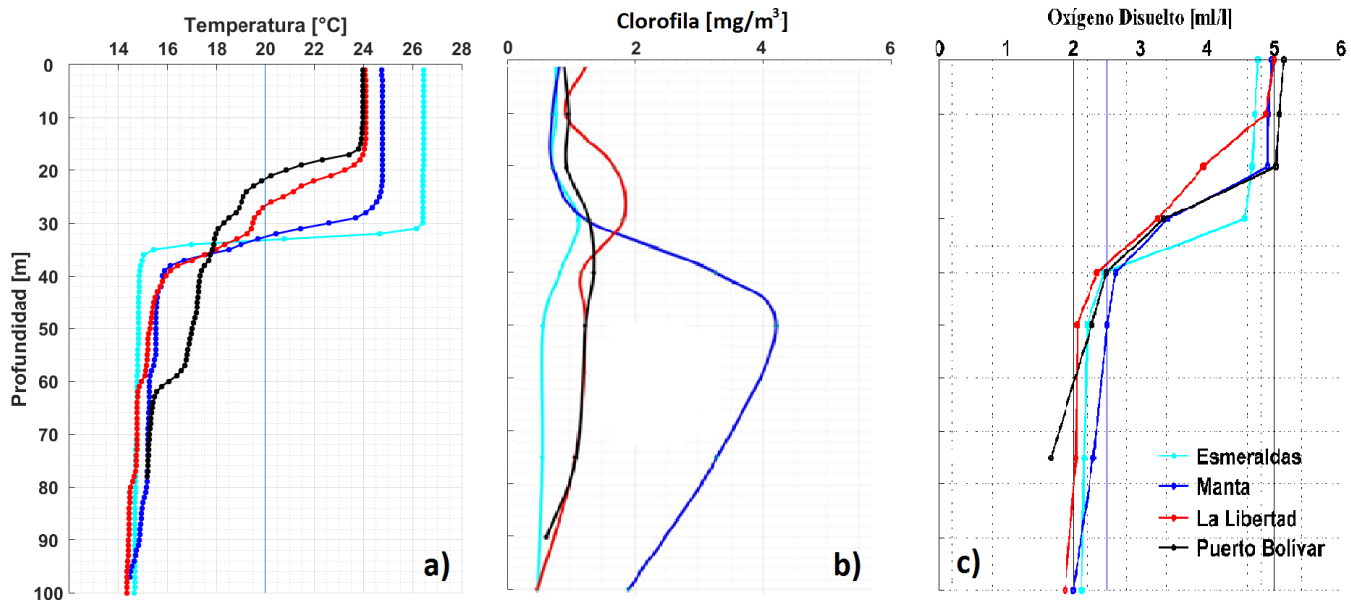 Temperatura [°C]
14 16 18 20 22 24 26 28
0
10
20
30
40
50
60
70
80
90
100
Profundidad [m]
a)
Clorofila [mg/m³]
0 2 4 6
b)
Oxígeno Disuelto [ml/l]
0 1 2 3 2 3 4 5 6
Esmeraldas
Manta
La Libertad
Puerto Bolívar
c)